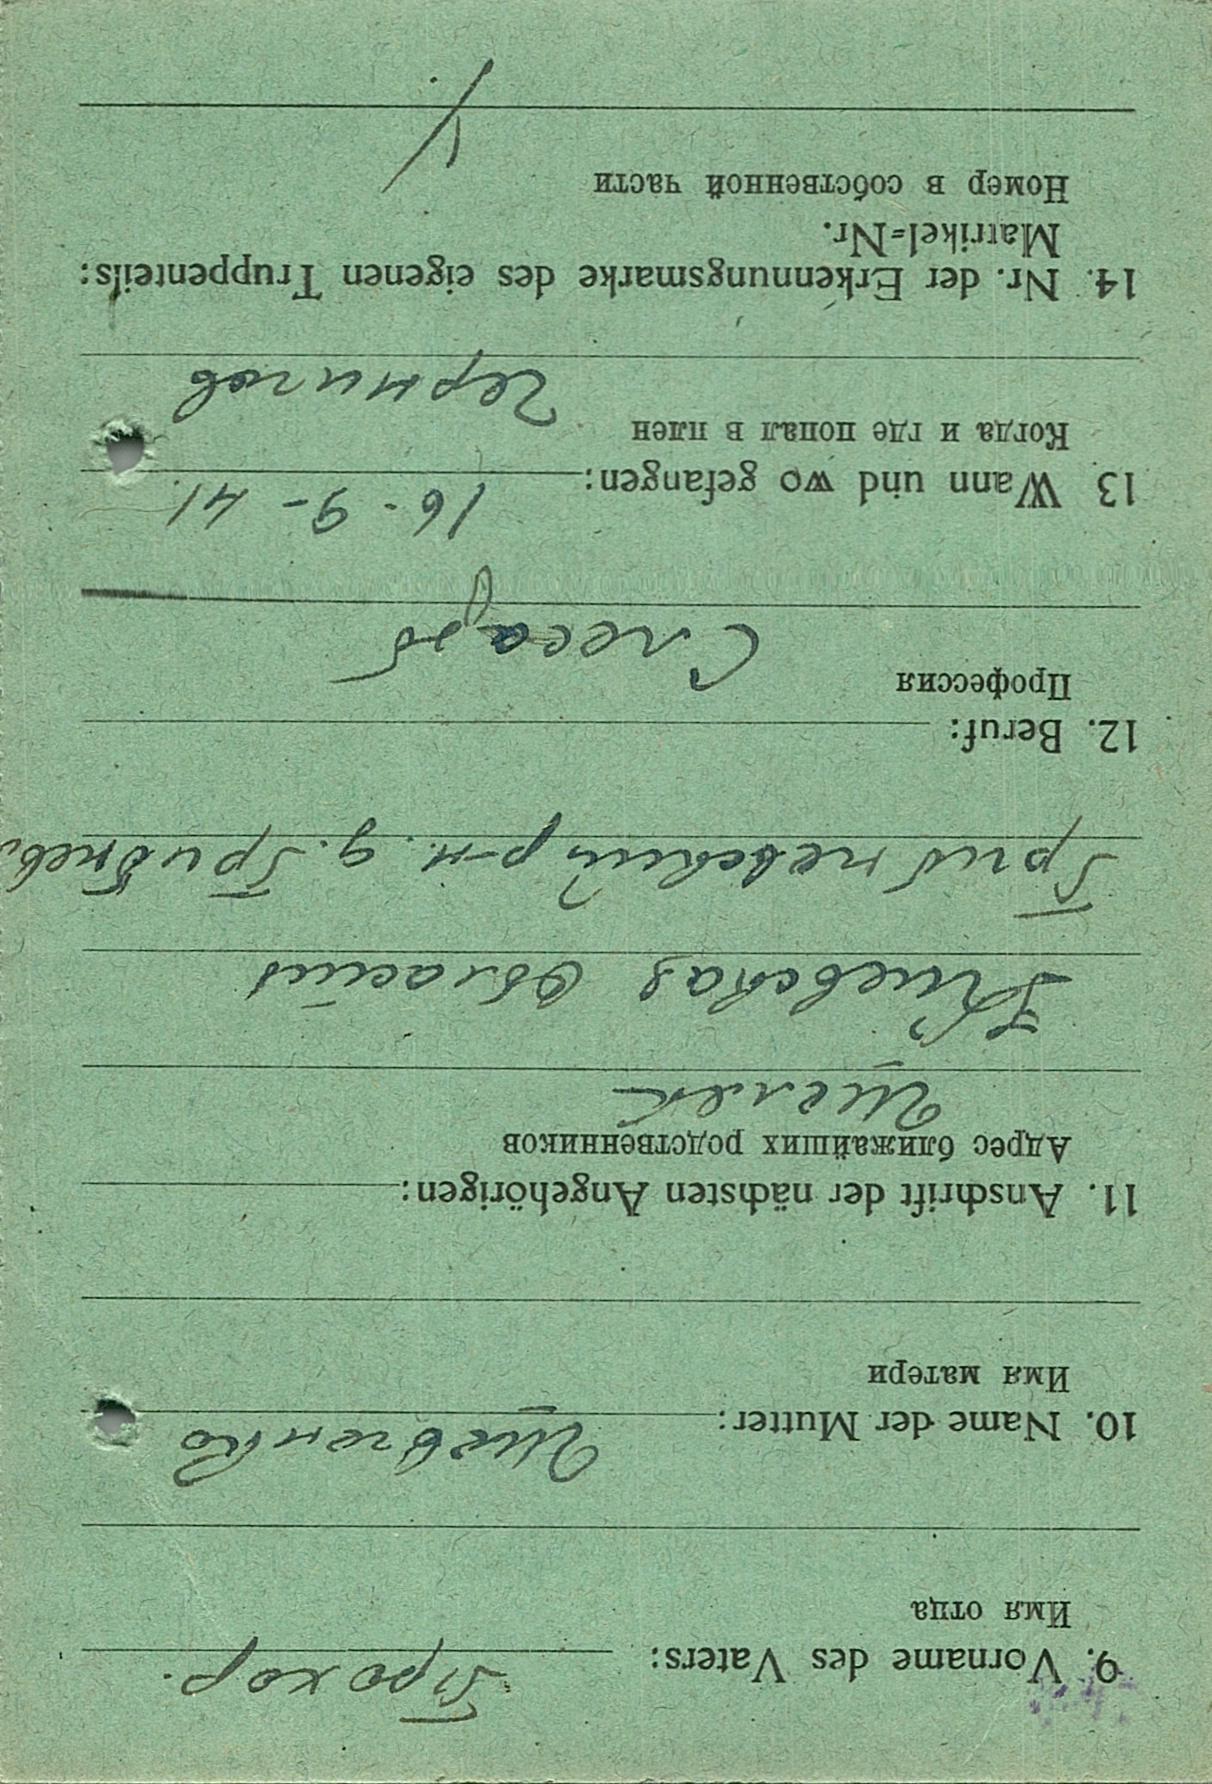 9. Vorname des Vaters: Прохор.
Имя отца
10. Name der Mutter: Шевченко
Имя матери
11. Anschrift der nächsten Angehörigen:
Адрес ближайших родственников
Киевская область
р-н. д.
12. Beruf:
Профессия
Слесарь
13. Wann und wo gefangen: 16-9-41.
Когда и где попал в плен
Чернигов
14. Nr. der Erkennungsmarke des eigenen Truppenteils:
Matrikel=Nr.
Номер в собственной части